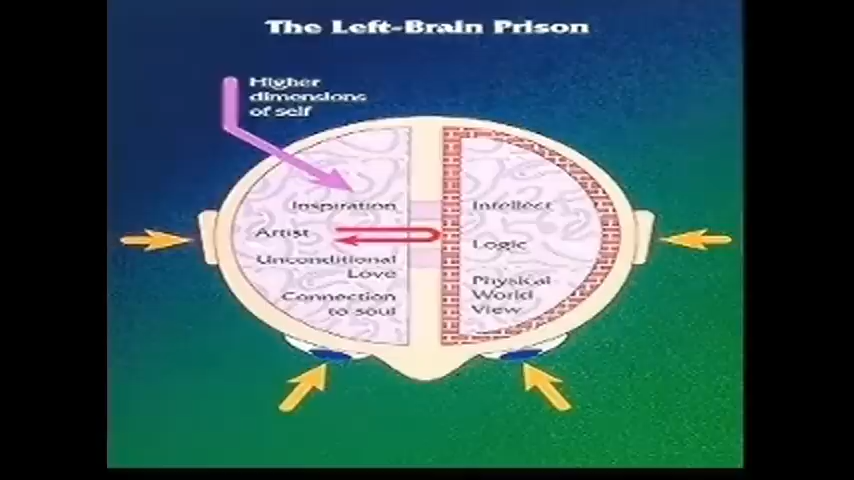 The Left-Brain Prison
Higher
dimensions
of self
Inspiration
Artist
Unconditional
Love
Connection
to soul
Intellect
Logic
Physical
World
View